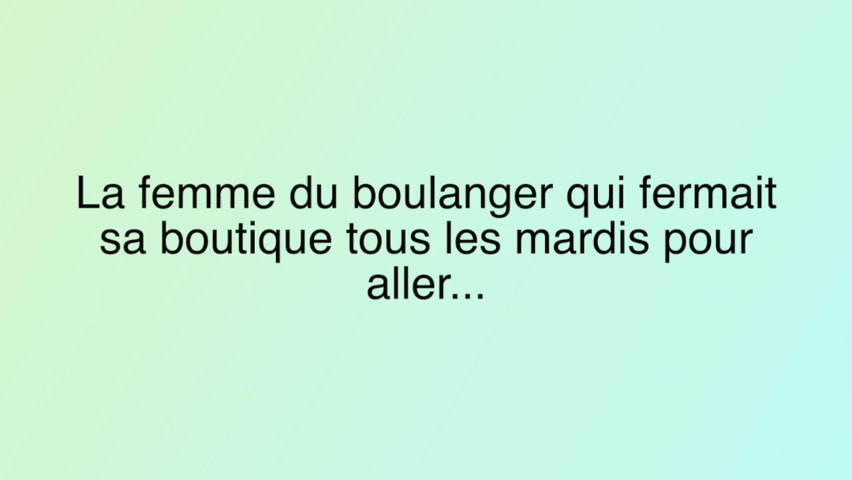 La femme du boulanger qui fermait
sa boutique tous les mardis pour
aller...